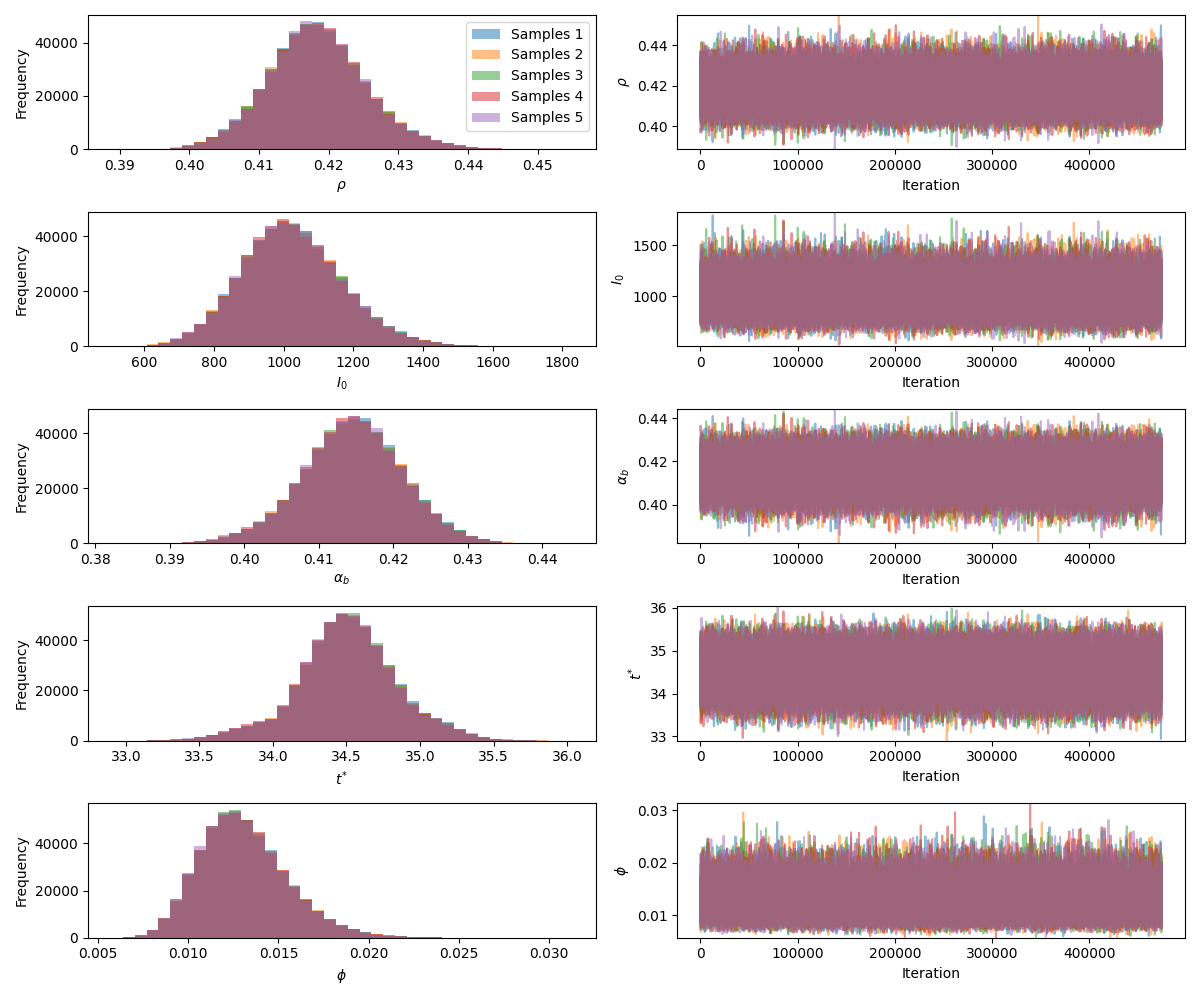 40000
20000
0
Frequency
Samples 1
Samples 2
Samples 3
Samples 4
Samples 5
0.39 0.40 0.41 0.42 0.43 0.44 0.45
ρ
0.44
0.42
0.40
ρ
0 100000 200000 300000 400000
Iteration
40000
20000
0
Frequency
600 800 1000 1200 1400 1600 1800
I₀
1500
1000
I₀
0 100000 200000 300000 400000
Iteration
40000
20000
0
Frequency
0.38 0.39 0.40 0.41 0.42 0.43 0.44
α_b
0.44
0.42
0.40
α_b
0 100000 200000 300000 400000
Iteration
40000
20000
0
Frequency
33.0 33.5 34.0 34.5 35.0 35.5 36.0
t*
36
35
34
33
t*
0 100000 200000 300000 400000
Iteration
40000
20000
0
Frequency
0.005 0.010 0.015 0.020 0.025 0.030
ϕ
0.03
0.02
0.01
ϕ
0 100000 200000 300000 400000
Iteration